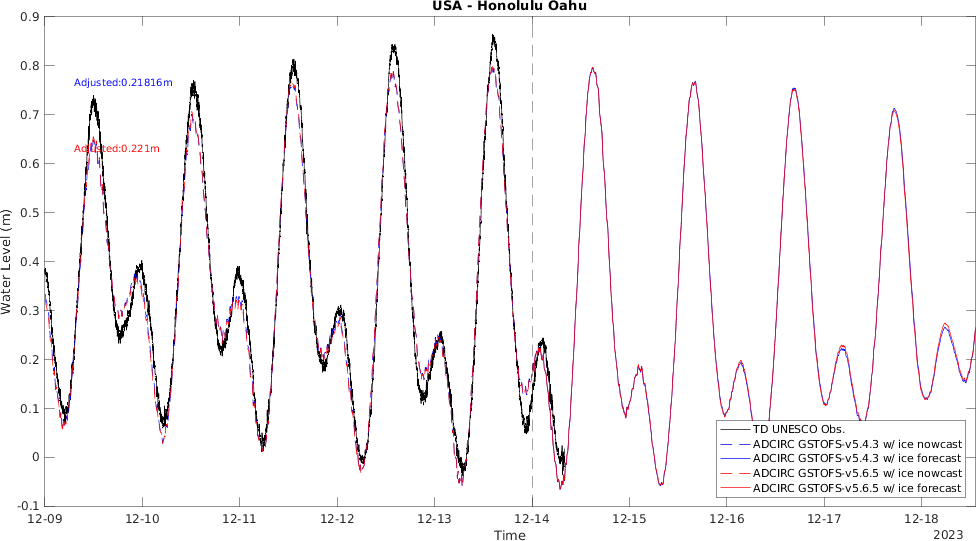 USA - Honolulu Oahu
0.9
0.8
0.7
0.6
0.5
0.4
0.3
0.2
0.1
0
-0.1
Water Level (m)
Adjusted:0.21816m
Adjusted:0.221m
TD UNESCO Obs.
ADCIRC GSTOFS-v5.4.3 w/ ice nowcast
ADCIRC GSTOFS-v5.4.3 w/ ice forecast
ADCIRC GSTOFS-v5.6.5 w/ ice nowcast
ADCIRC GSTOFS-v5.6.5 w/ ice forecast
12-09 12-10 12-11 12-12 12-13 12-14 12-15 12-16 12-17 12-18
Time
2023